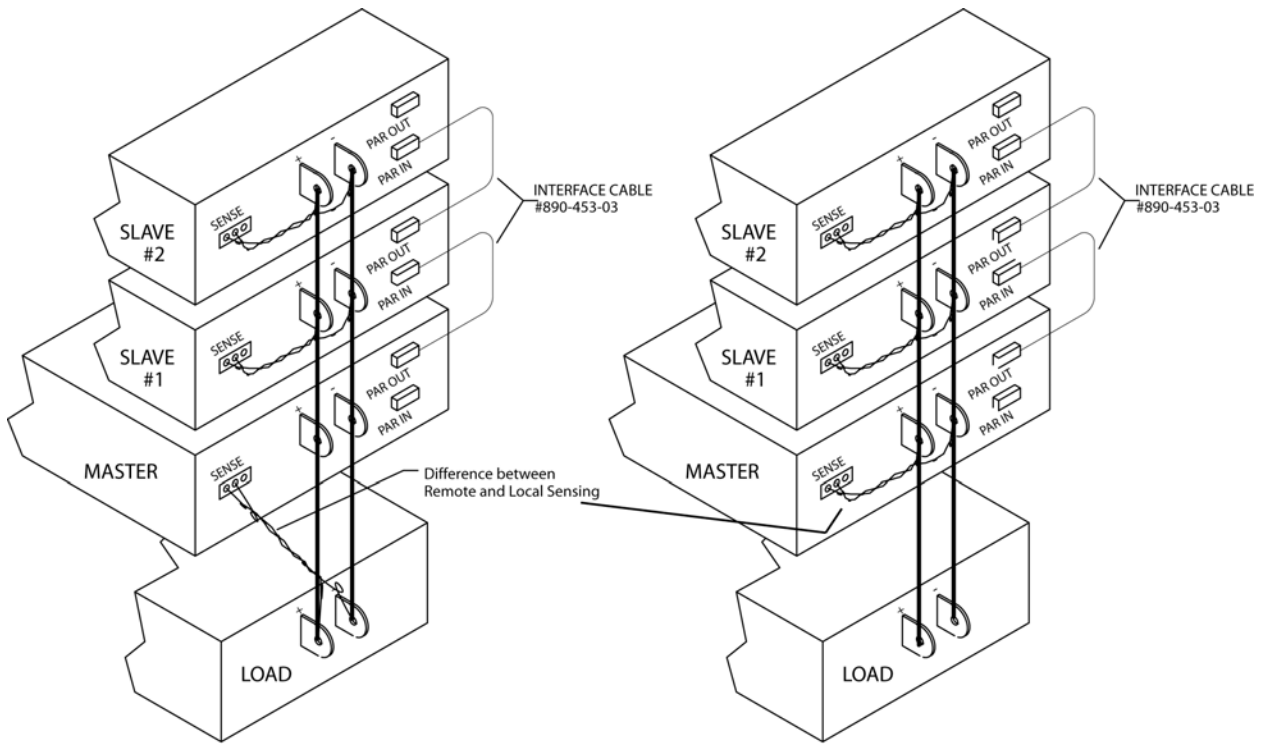 -
+
PAR OUT
PAR IN
SENSE
SLAVE
#2
INTERFACE CABLE
#890-453-03
-
+
PAR OUT
PAR IN
SENSE
SLAVE
#1
-
+
PAR OUT
PAR IN
SENSE
MASTER
Difference between
Remote and Local Sensing
-
+
LOAD
-
+
PAR OUT
PAR IN
SENSE
SLAVE
#2
INTERFACE CABLE
#890-453-03
-
+
PAR OUT
PAR IN
SENSE
SLAVE
#1
-
+
PAR OUT
PAR IN
SENSE
MASTER
-
+
LOAD